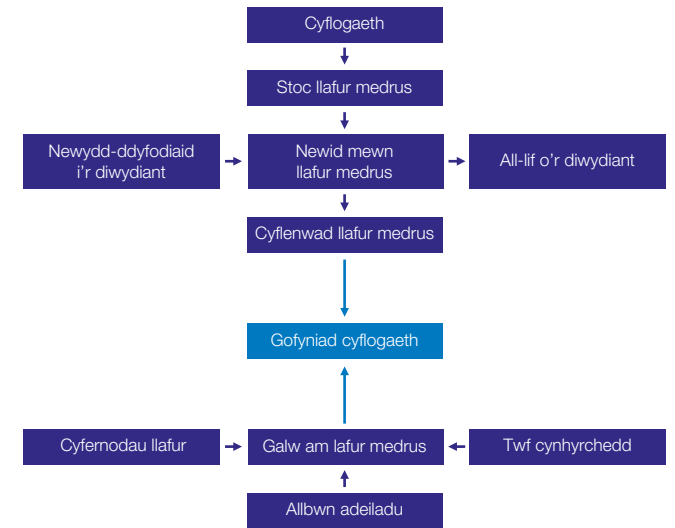 Cyflogaeth
Stoc llafur medrus
Newydd-ddyfodiaid
i'r diwydiant
Newid mewn
llafur medrus
All-lif o'r diwydiant
Cyflenwad llafur medrus
Gofyniad cyflogaeth
Cyfernodau llafur
Galw am lafur medrus
Twf cynhyrchedd
Allbwn adeiladu